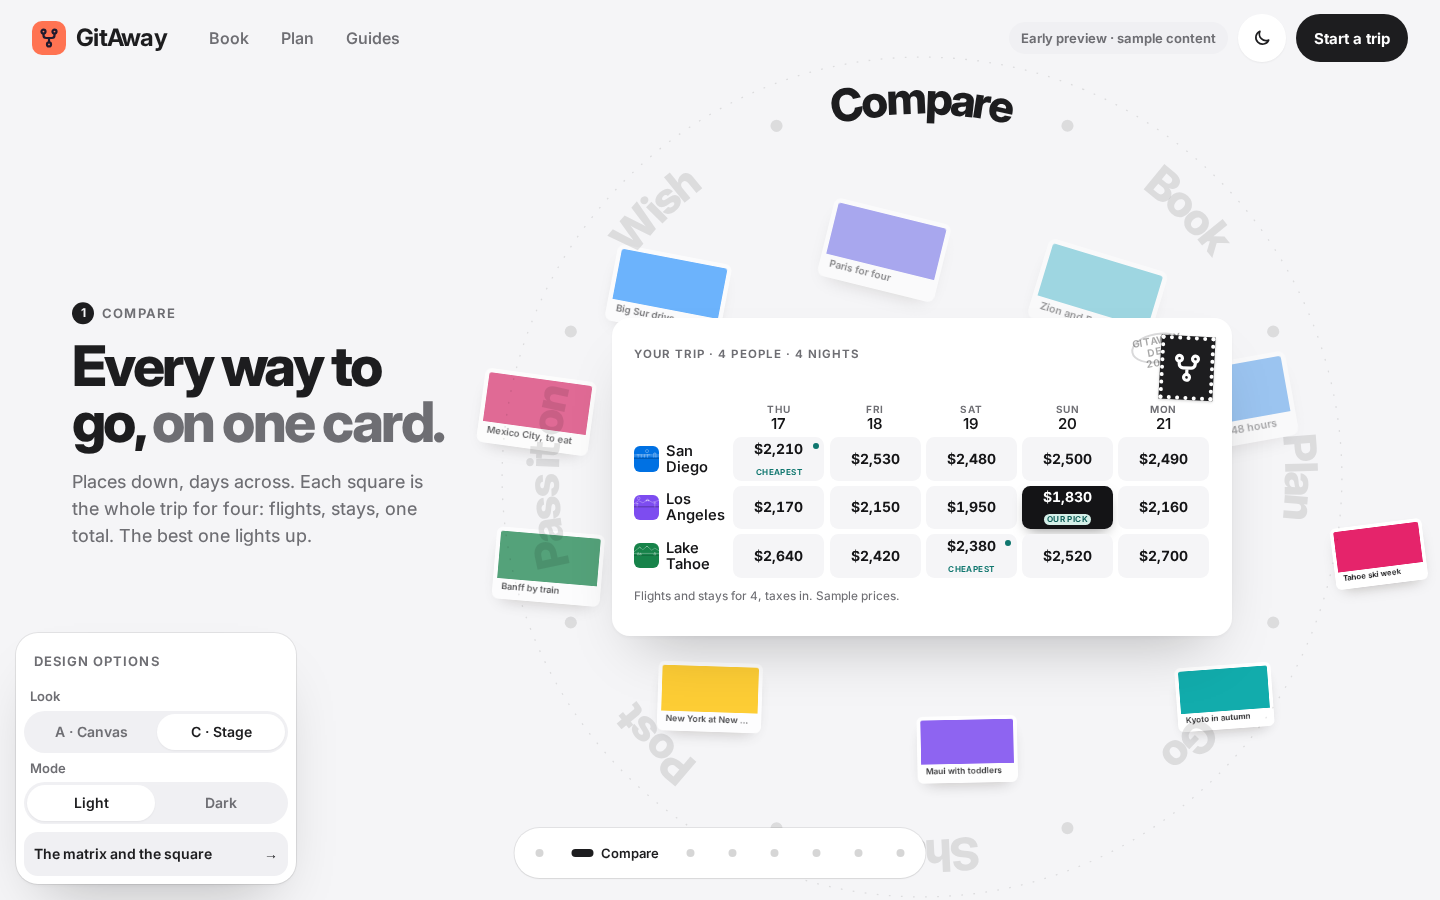 GitAway
Book
Plan
Guides
Early preview · sample content
Start a trip
Compare
Wish
Book
Paris for four
Big Sur
Zion and
1 COMPARE
Every way to
go, on one card.
Places down, days across. Each square is
the whole trip for four: flights, stays, one
total. The best one lights up.
Mexico City, to eat
Pass it on
48 hours
Plan
Banff by train
Tahoe ski week
YOUR TRIP · 4 PEOPLE · 4 NIGHTS
THU FRI SAT SUN MON
17 18 19 20 21
San Diego $2,210 CHEAPEST $2,530 $2,480 $2,500 $2,490
Los Angeles $2,170 $2,150 $1,950 $1,830 OUR PICK $2,160
Lake Tahoe $2,640 $2,420 $2,380 CHEAPEST $2,520 $2,700
Flights and stays for 4, taxes in. Sample prices.
New York at New ...
Kyoto in autumn
Maui with toddlers
Post
Go
Sh
DESIGN OPTIONS
Look
A · Canvas
C · Stage
Mode
Light
Dark
The matrix and the square →
Compare